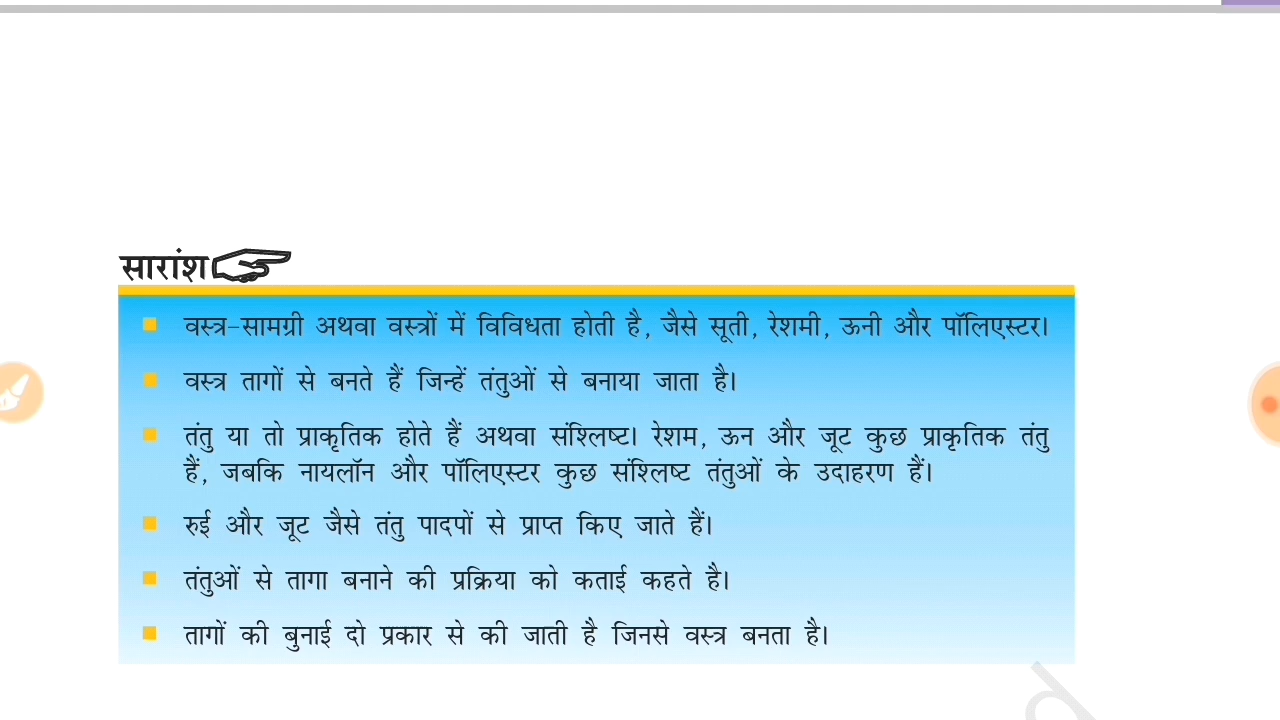 सारांश
वस्त्र-सामग्री अथवा वस्त्रों में विविधता होती है, जैसे सूती, रेशमी, ऊनी और पॉलिएस्टर।
वस्त्र तागों से बनते हैं जिन्हें तंतुओं से बनाया जाता है।
तंतु या तो प्राकृतिक होते हैं अथवा संश्लिष्ट। रेशम, ऊन और जूट कुछ प्राकृतिक तंतु
हैं, जबकि नायलॉन और पॉलिएस्टर कुछ संश्लिष्ट तंतुओं के उदाहरण हैं।
रुई और जूट जैसे तंतु पादपों से प्राप्त किए जाते हैं।
तंतुओं से तागा बनाने की प्रक्रिया को कताई कहते है।
तागों की बुनाई दो प्रकार से की जाती है जिनसे वस्त्र बनता है।